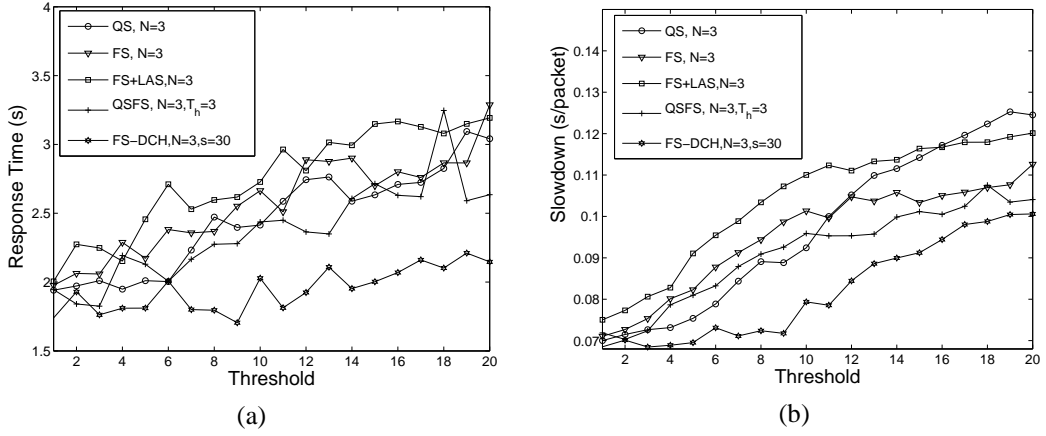 4
3.5
3
2.5
2
1.5
Response Time (s)
QS, N=3
FS, N=3
FS+LAS,N=3
QSFS, N=3,Th=3
FS−DCH,N=3,s=30
2 4 6 8 10 12 14 16 18 20
Threshold
(a)
0.14
0.13
0.12
0.11
0.1
0.09
0.08
0.07
Slowdown (s/packet)
QS, N=3
FS, N=3
FS+LAS,N=3
QSFS, N=3,Th=3
FS−DCH,N=3,s=30
2 4 6 8 10 12 14 16 18 20
Threshold
(b)